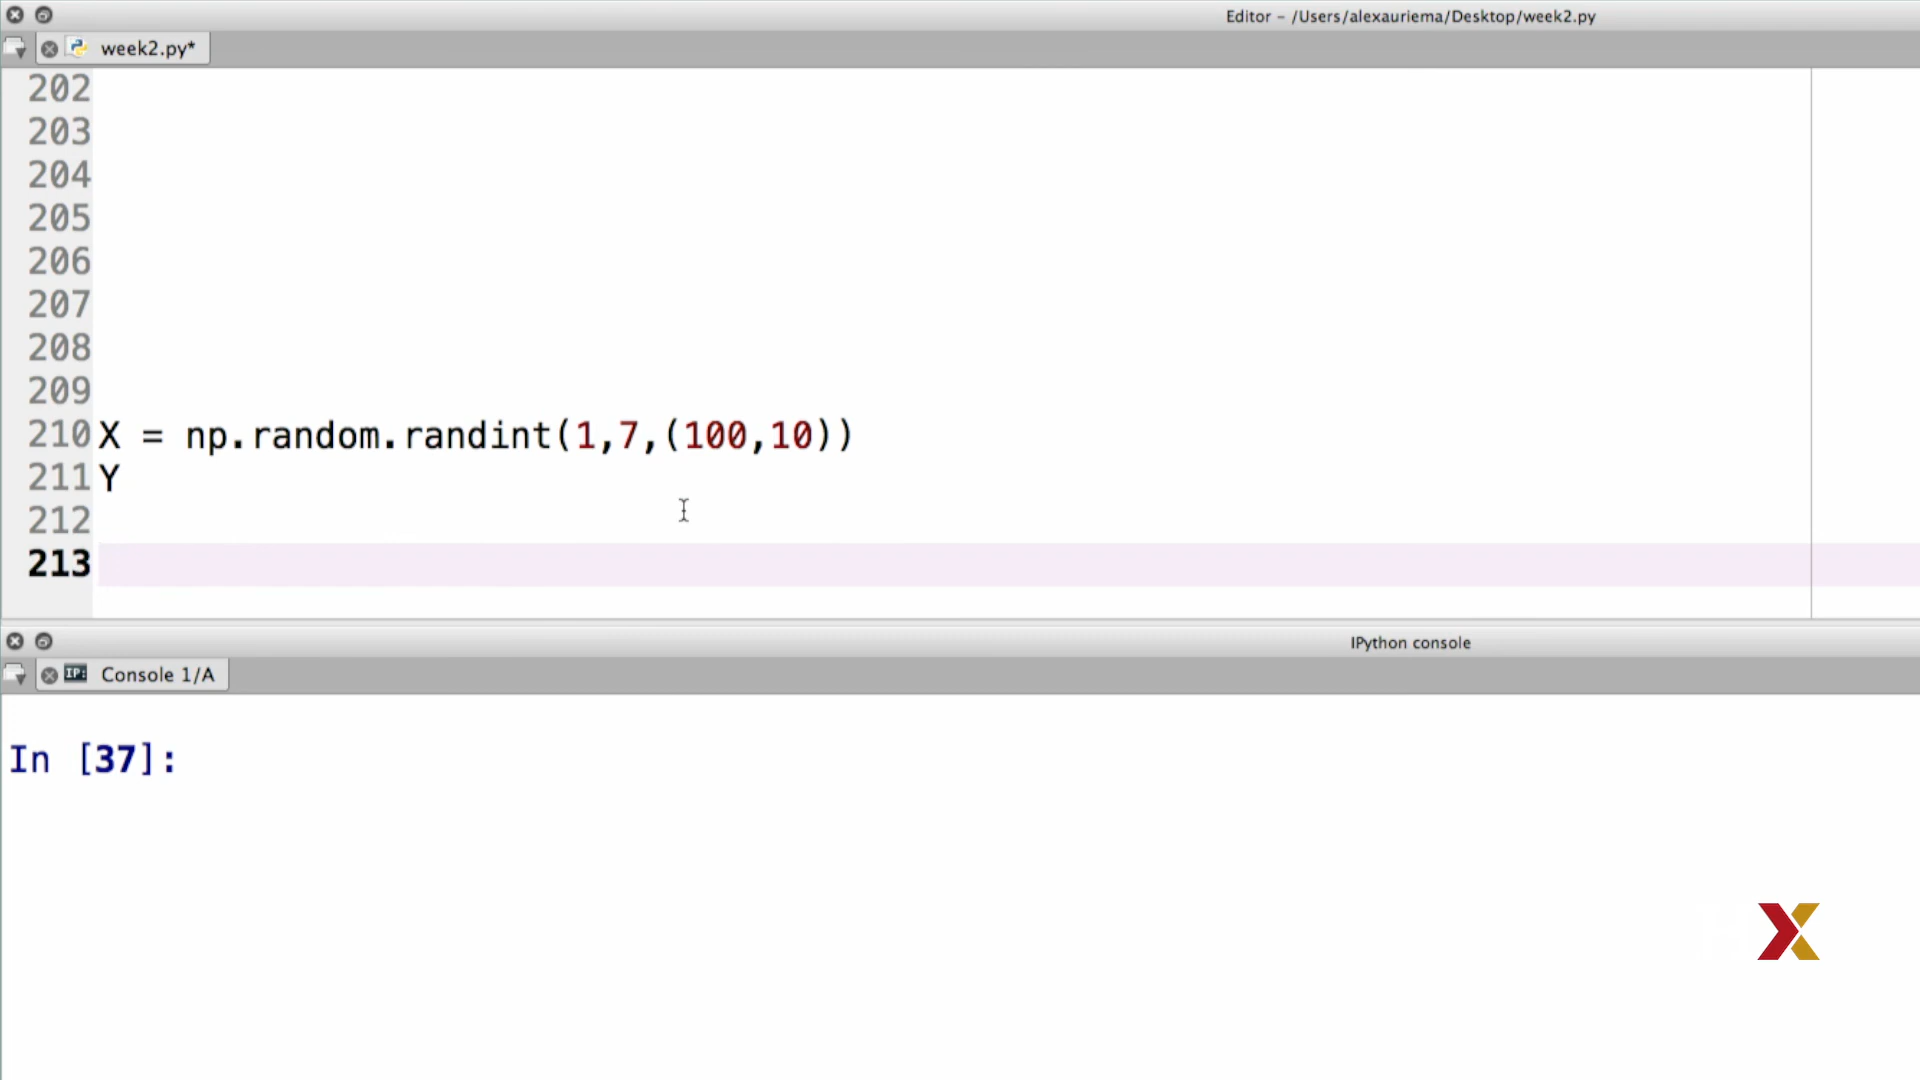 Editor – /Users/alexauriema/Desktop/week2.py
week2.py*
202
203
204
205
206
207
208
209
210 X = np.random.randint(1,7,(100,10))
211 Y
212
213
IPython console
IP: Console 1/A
In [37]:
X